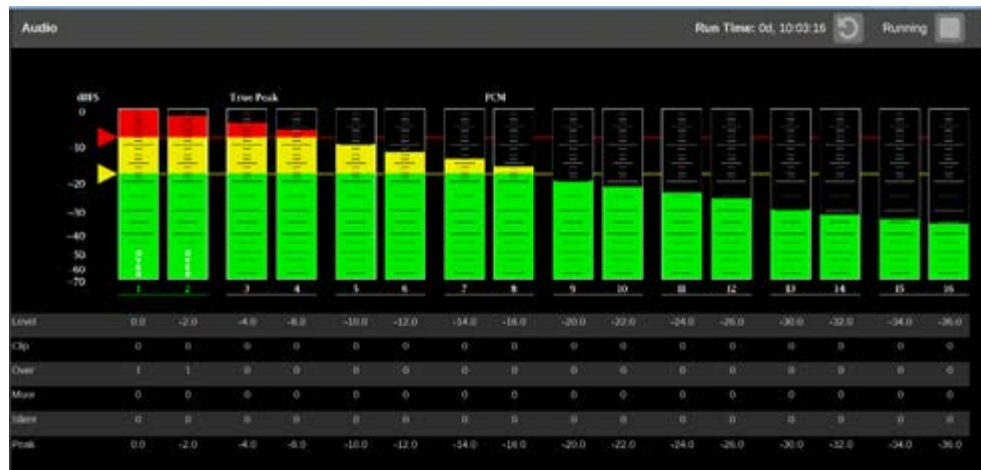 Audio Run Time: 0d, 10:03:16 Running
dBFS True Peak PCM
0
-10
-20
-30
-40
50
60
-70
OVER OVER
1 2 3 4 5 6 7 8 9 10 11 12 13 14 15 16
Level 0.0 -2.0 -4.0 -6.0 -10.0 -12.0 -14.0 -16.0 -20.0 -22.0 -24.0 -26.0 -30.0 -32.0 -34.0 -36.0
Clip 0 0 0 0 0 0 0 0 0 0 0 0 0 0 0 0
Over 1 1 0 0 0 0 0 0 0 0 0 0 0 0 0 0
Mute 0 0 0 0 0 0 0 0 0 0 0 0 0 0 0 0
Silent 0 0 0 0 0 0 0 0 0 0 0 0 0 0 0 0
Peak 0.0 -2.0 -4.0 -6.0 -10.0 -12.0 -14.0 -16.0 -20.0 -22.0 -24.0 -26.0 -30.0 -32.0 -34.0 -36.0